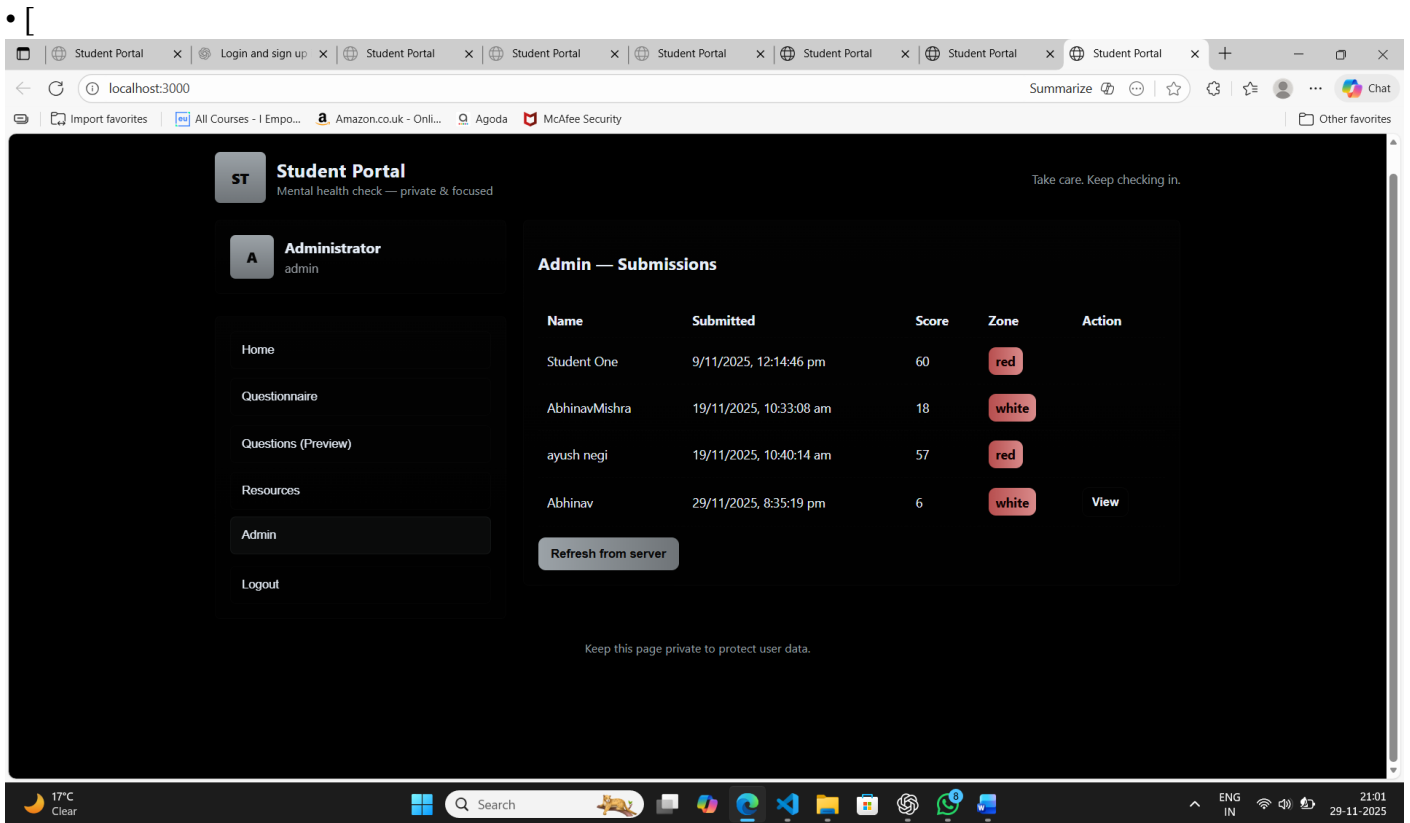 • [
Student Portal Login and sign up Student Portal Student Portal Student Portal Student Portal Student Portal Student Portal
localhost:3000 Summarize Chat
Import favorites eu All Courses - I Empo... a Amazon.co.uk - Onli... Agoda McAfee Security Other favorites
ST Student Portal
Mental health check — private & focused
Take care. Keep checking in.
A Administrator
admin
Home
Questionnaire
Questions (Preview)
Resources
Admin
Logout
Admin — Submissions
Name Submitted Score Zone Action
Student One 9/11/2025, 12:14:46 pm 60 red
AbhinavMishra 19/11/2025, 10:33:08 am 18 white
ayush negi 19/11/2025, 10:40:14 am 57 red
Abhinav 29/11/2025, 8:35:19 pm 6 white View
Refresh from server
Keep this page private to protect user data.
17°C
Clear
Search
8
ENG
IN
21:01
29-11-2025